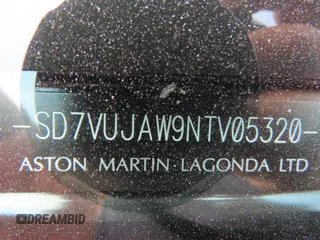 -SD7VUJAW9NTV05320-
ASTON MARTIN LAGONDA LTD
DREAMBID